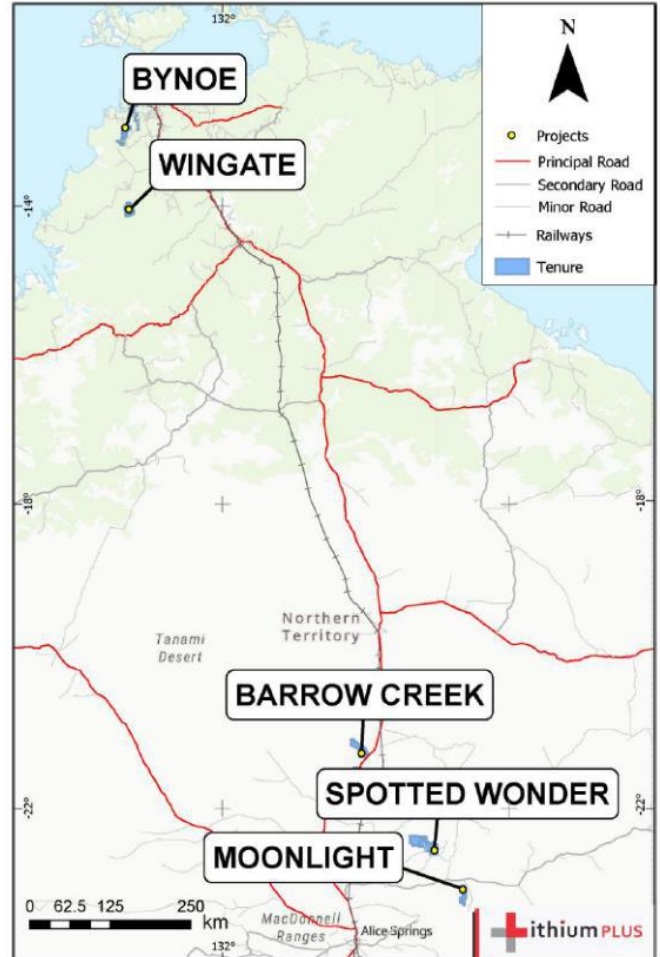 132°
N
BYNOE
Projects
WINGATE
Principal Road
Secondary Road
Minor Road
Railways
Tenure
-14°
-18°
-18°
Northern
Territory
Tanami
Desert
BARROW CREEK
SPOTTED WONDER
-22°
-22°
MOONLIGHT
0 62.5 125 250
km
MacDonnell
Ranges
Alice Springs
132°
ithium PLUS